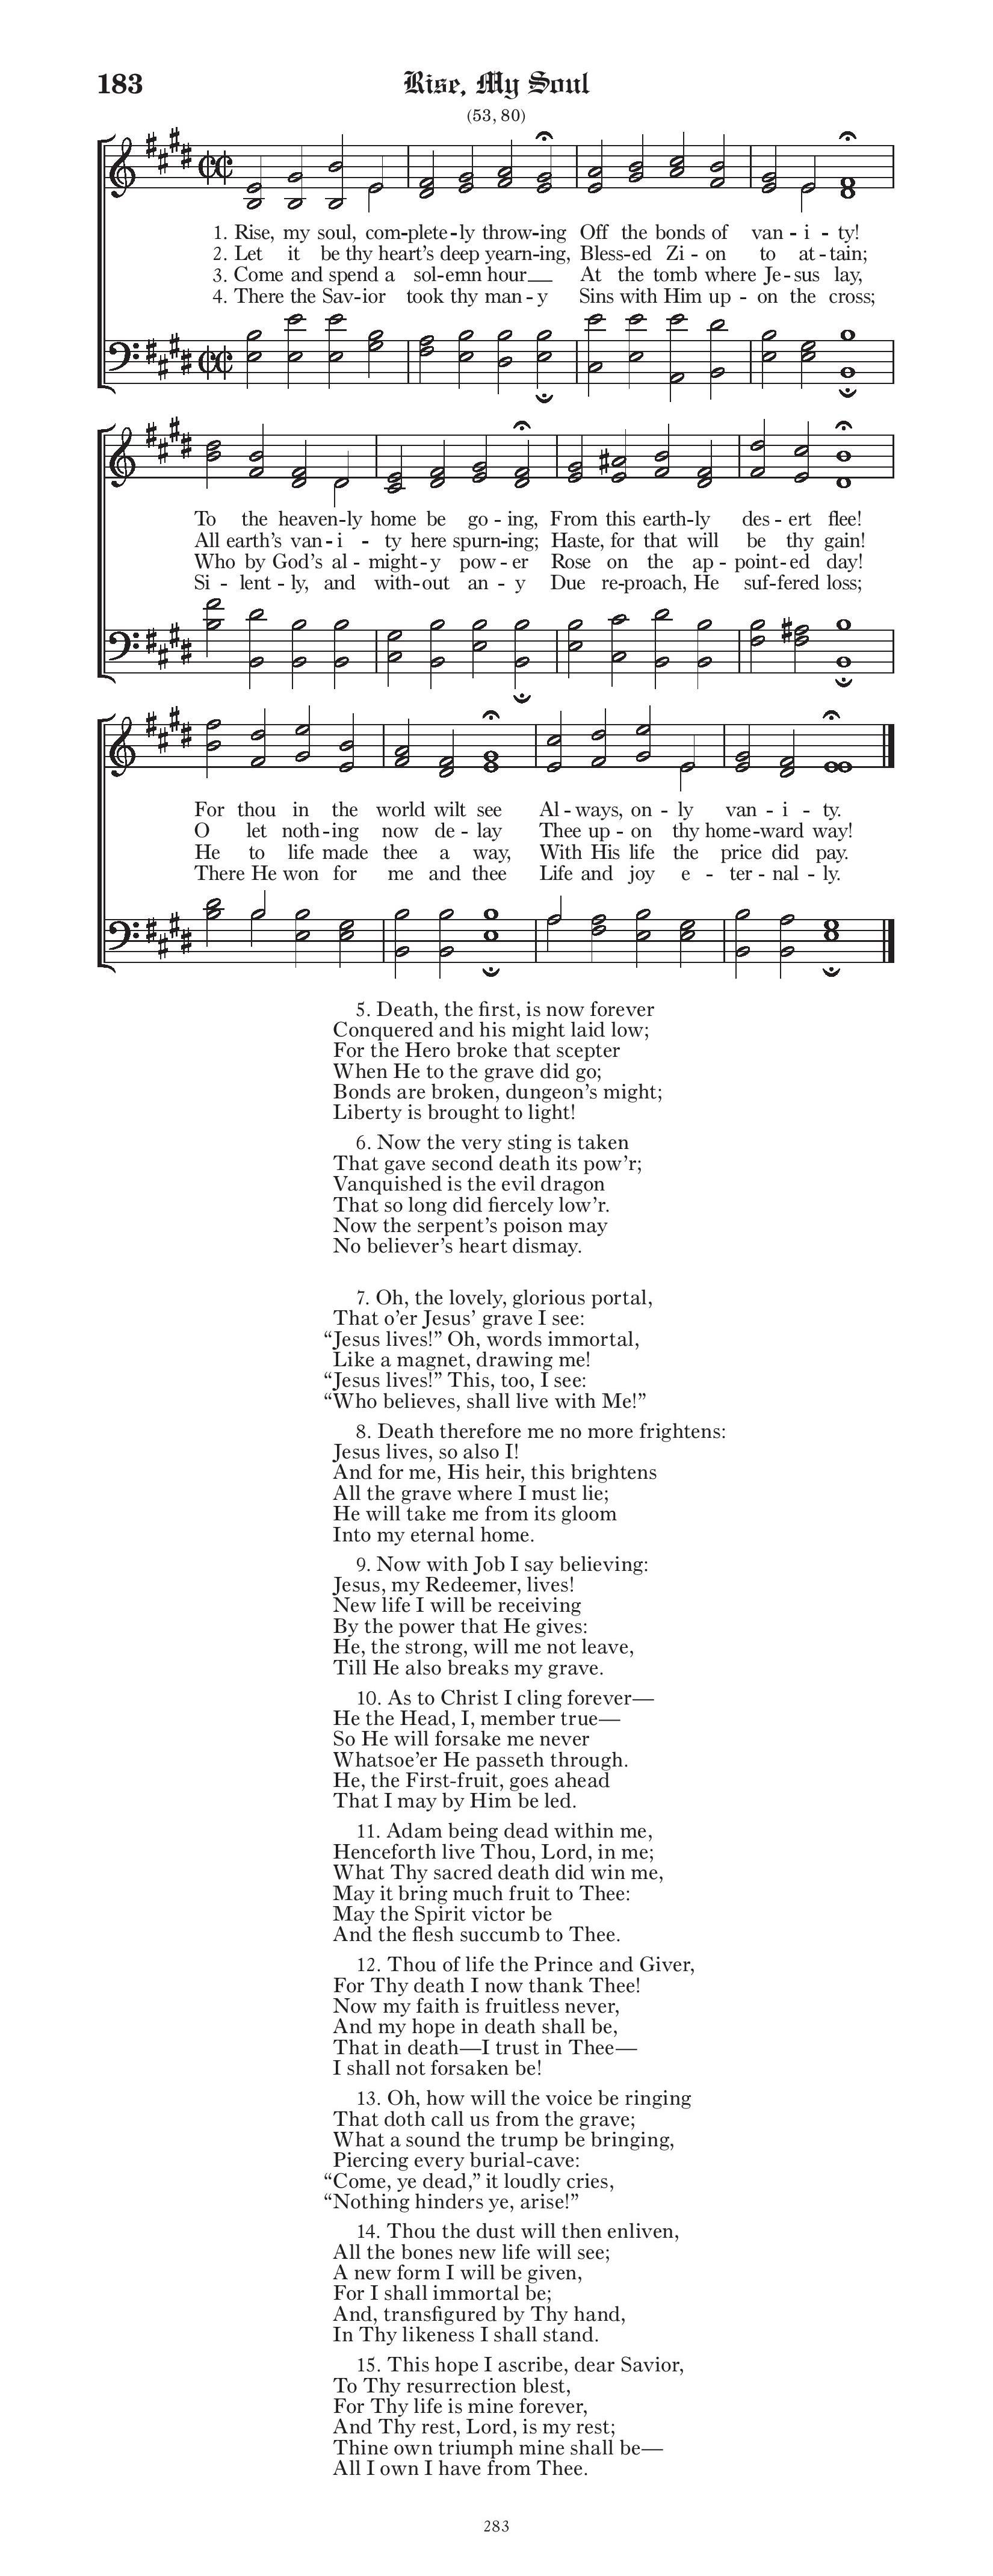 183
Rise, My Soul
(53, 80)
1. Rise, my soul, com-plete-ly throw-ing Off the bonds of van-i-ty!
2. Let it be thy heart's deep yearn-ing, Bless-ed Zi-on to at-tain;
3. Come and spend a sol-emn hour At the tomb where Je-sus lay,
4. There the Sav-ior took thy man-y Sins with Him up-on the cross;
To the heaven-ly home be go-ing, From this earth-ly des-ert flee!
All earth's van-i-ty here spurn-ing; Haste, for that will be thy gain!
Who by God's al-might-y pow-er Rose on the ap-point-ed day!
Si-lent-ly, and with-out an-y Due re-proach, He suf-fered loss;
For thou in the world wilt see Al-ways, on-ly van-i-ty.
O let noth-ing now de-lay Thee up-on thy home-ward way!
He to life made thee a way, With His life the price did pay.
There He won for me and thee Life and joy e-ter-nal-ly.
5. Death, the first, is now forever
Conquered and his might laid low;
For the Hero broke that scepter
When He to the grave did go;
Bonds are broken, dungeon's might;
Liberty is brought to light!
6. Now the very sting is taken
That gave second death its pow'r;
Vanquished is the evil dragon
That so long did fiercely low'r.
Now the serpent's poison may
No believer's heart dismay.
7. Oh, the lovely, glorious portal,
That o'er Jesus' grave I see:
“Jesus lives!” Oh, words immortal,
Like a magnet, drawing me!
“Jesus lives!” This, too, I see:
“Who believes, shall live with Me!”
8. Death therefore me no more frightens:
Jesus lives, so also I!
And for me, His heir, this brightens
All the grave where I must lie;
He will take me from its gloom
Into my eternal home.
9. Now with Job I say believing:
Jesus, my Redeemer, lives!
New life I will be receiving
By the power that He gives:
He, the strong, will me not leave,
Till He also breaks my grave.
10. As to Christ I cling forever—
He the Head, I, member true—
So He will forsake me never
Whatsoe'er He passeth through.
He, the First-fruit, goes ahead
That I may by Him be led.
11. Adam being dead within me,
Henceforth live Thou, Lord, in me;
What Thy sacred death did win me,
May it bring much fruit to Thee:
May the Spirit victor be
And the flesh succumb to Thee.
12. Thou of life the Prince and Giver,
For Thy death I now thank Thee!
Now my faith is fruitless never,
And my hope in death shall be,
That in death—I trust in Thee—
I shall not forsaken be!
13. Oh, how will the voice be ringing
That doth call us from the grave;
What a sound the trump be bringing,
Piercing every burial-cave:
“Come, ye dead,” it loudly cries,
“Nothing hinders ye, arise!”
14. Thou the dust will then enliven,
All the bones new life will see;
A new form I will be given,
For I shall immortal be;
And, transfigured by Thy hand,
In Thy likeness I shall stand.
15. This hope I ascribe, dear Savior,
To Thy resurrection blest,
For Thy life is mine forever,
And Thy rest, Lord, is my rest;
Thine own triumph mine shall be—
All I own I have from Thee.
283